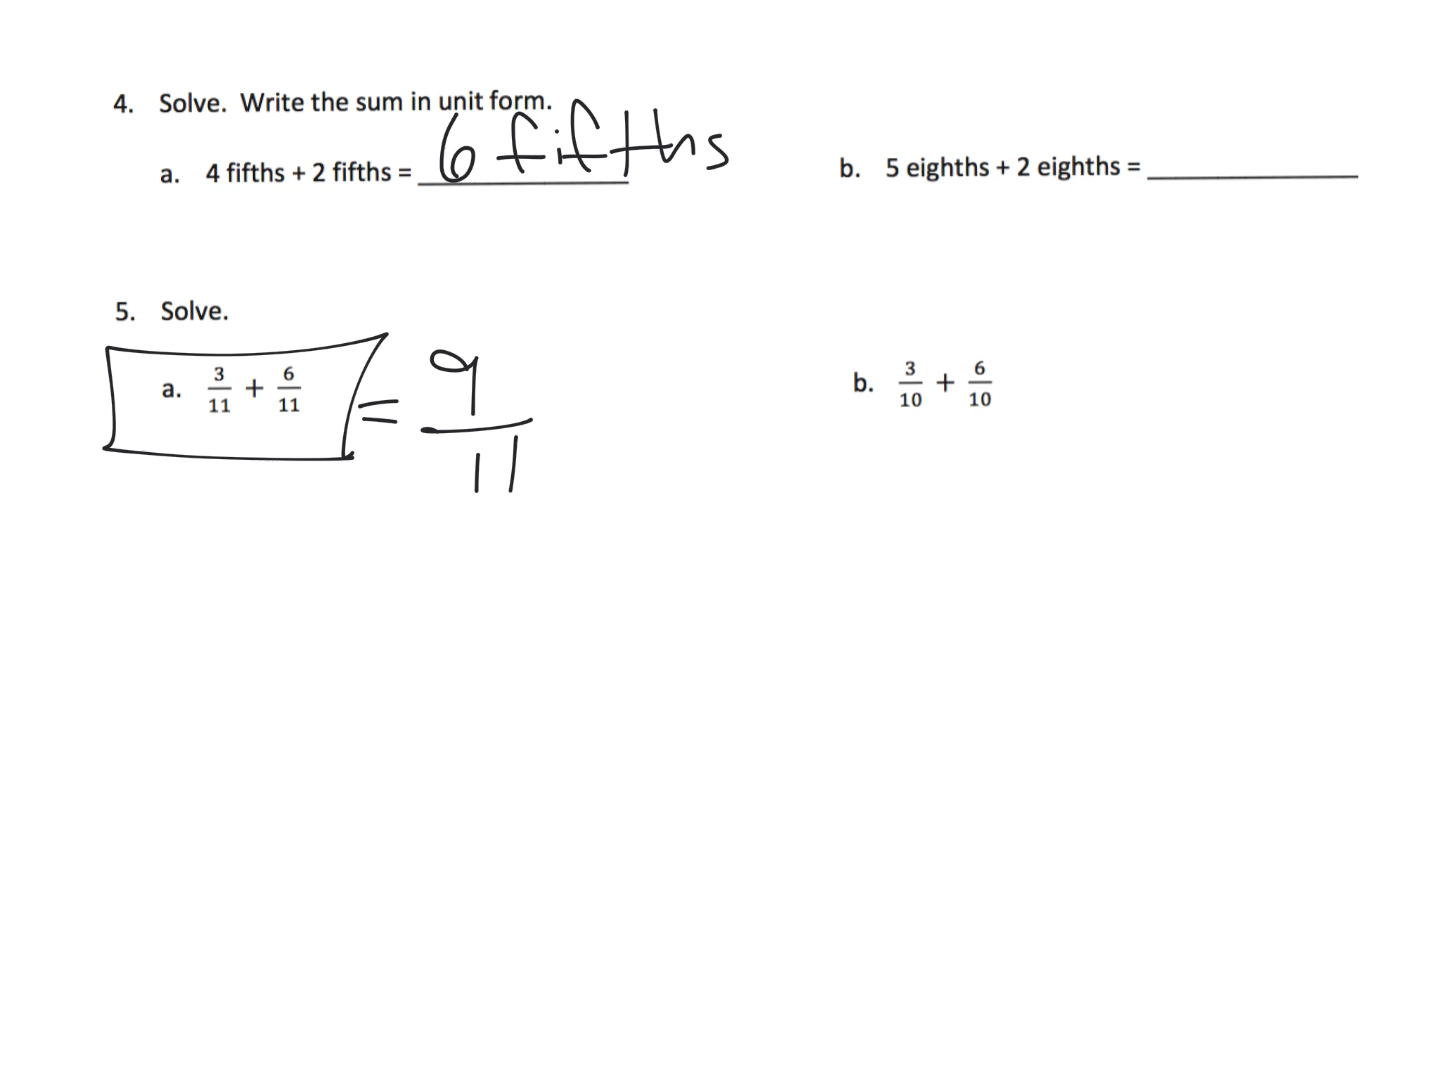 4. Solve. Write the sum in unit form.
a. 4 fifths + 2 fifths = 6 fifths
b. 5 eighths + 2 eighths = ____________
5. Solve.
a. 3/11 + 6/11 = 9/11
b. 3/10 + 6/10